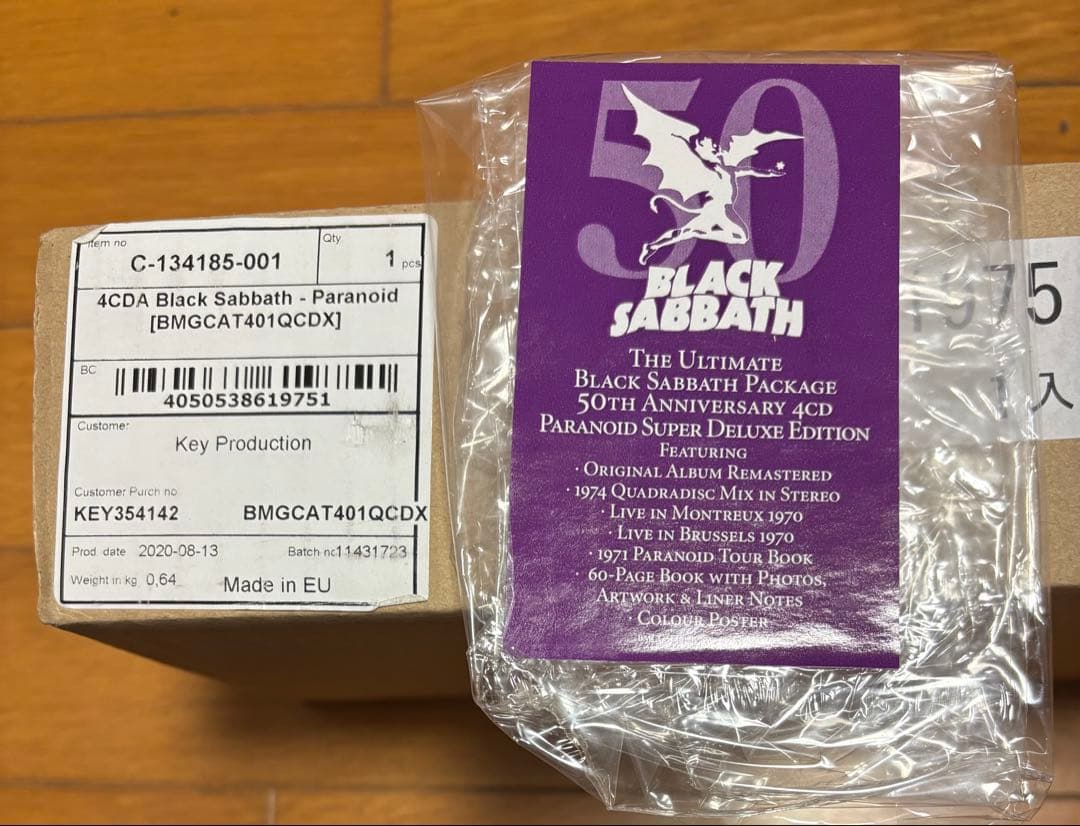 Item no
C-134185-001
Qty
1 pcs
4CDA Black Sabbath - Paranoid
[BMGCAT401QCDX]
BC
4050538619751
Customer
Key Production
Customer Purch no
KEY354142
BMGCAT401QCDX
Prod. date 2020-08-13
Batch no 11431723
Weight in kg 0,64
Made in EU
50
BLACK
SABBATH
THE ULTIMATE
BLACK SABBATH PACKAGE
50TH ANNIVERSARY 4CD
PARANOID SUPER DELUXE EDITION
FEATURING
· ORIGINAL ALBUM REMASTERED
· 1974 QUADRADISC MIX IN STEREO
· LIVE IN MONTREUX 1970
· LIVE IN BRUSSELS 1970
· 1971 PARANOID TOUR BOOK
· 60-PAGE BOOK WITH PHOTOS,
ARTWORK & LINER NOTES
· COLOUR POSTER
1975
1入